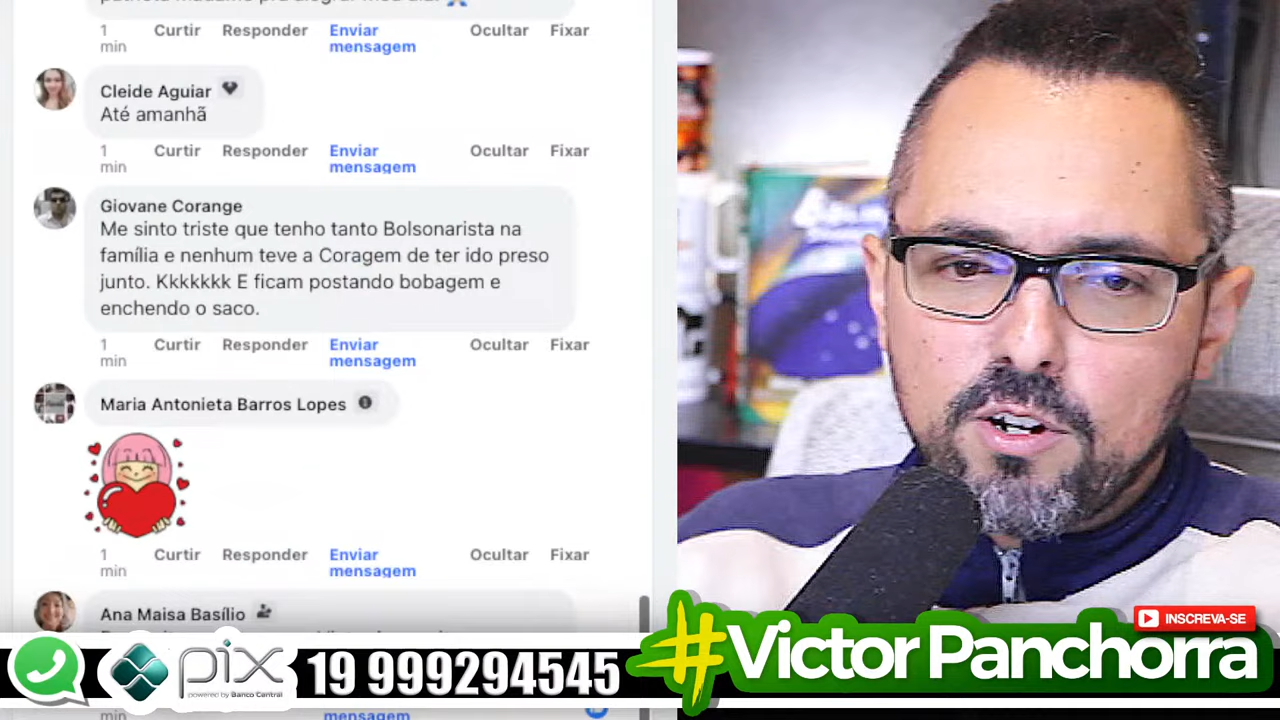 1
min
Curtir
Responder
Enviar
mensagem
Ocultar
Fixar
Cleide Aguiar
Até amanhã
1
min
Curtir
Responder
Enviar
mensagem
Ocultar
Fixar
Giovane Corange
Me sinto triste que tenho tanto Bolsonarista na
família e nenhum teve a Coragem de ter ido preso
junto. Kkkkkkk E ficam postando bobagem e
enchendo o saco.
1
min
Curtir
Responder
Enviar
mensagem
Ocultar
Fixar
Maria Antonieta Barros Lopes
1
min
Curtir
Responder
Enviar
mensagem
Ocultar
Fixar
Ana Maisa Basílio
INSCREVA-SE
pix
powered by Banco Central
19 999294545
#Victor Panchorra
min
mensagem